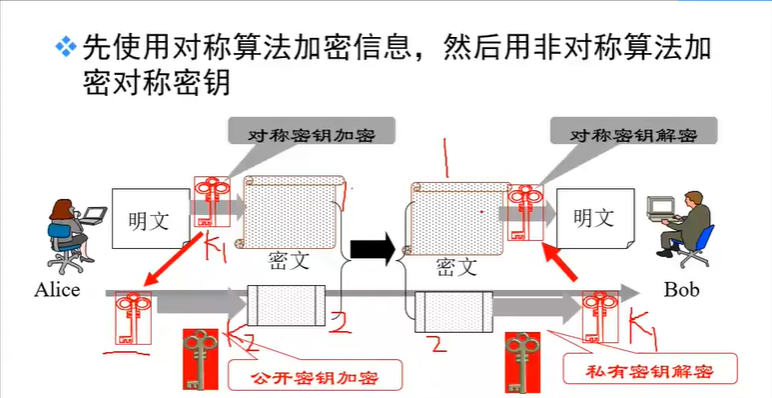 先使用对称算法加密信息，然后用非对称算法加
密对称密钥
对称密钥加密
对称密钥解密
1
1
明文
明文
K1
密文
密文
Alice
Bob
K2
2
2
K1
公开密钥加密
私有密钥解密